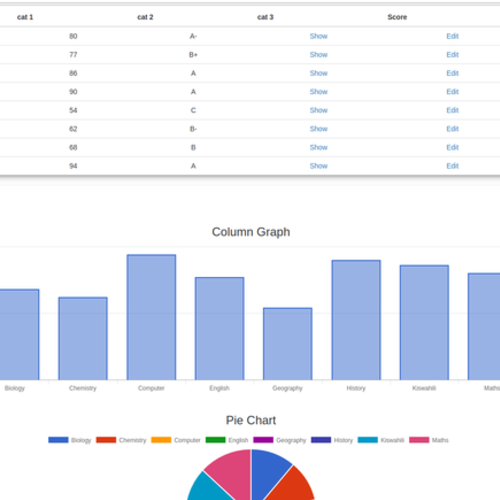 cat 1 cat 2 cat 3 Score
80 A- Show Edit
77 B+ Show Edit
86 A Show Edit
90 A Show Edit
54 C Show Edit
62 B- Show Edit
68 B Show Edit
94 A Show Edit
Column Graph
Biology Chemistry Computer English Geography History Kiswahili Maths
Pie Chart
Biology Chemistry Computer English Geography History Kiswahili Maths